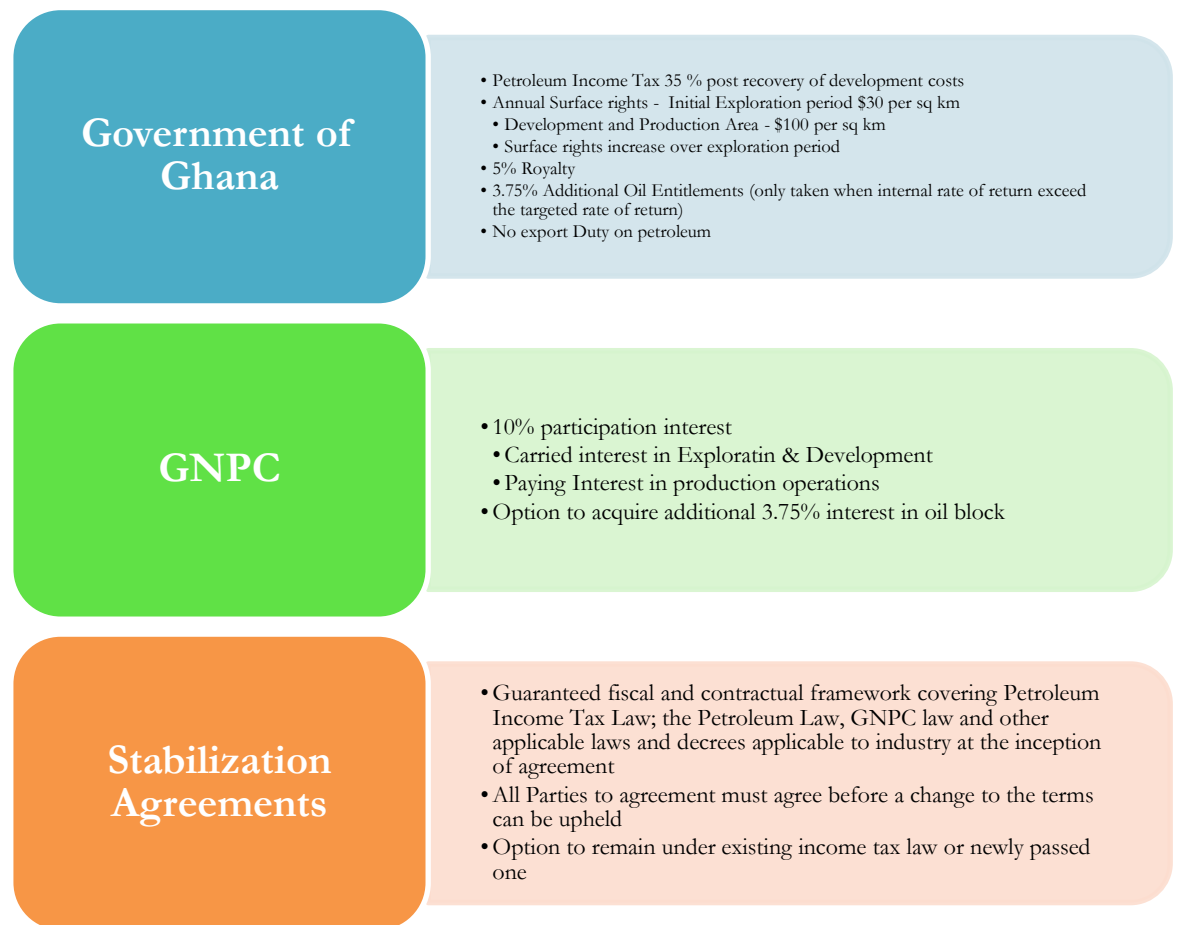 Government of
Ghana
• Petroleum Income Tax 35 % post recovery of development costs
• Annual Surface rights - Initial Exploration period $30 per sq km
• Development and Production Area - $100 per sq km
• Surface rights increase over exploration period
• 5% Royalty
• 3.75% Additional Oil Entitlements (only taken when internal rate of return exceed
the targeted rate of return)
• No export Duty on petroleum
GNPC
• 10% participation interest
• Carried interest in Exploratin & Development
• Paying Interest in production operations
• Option to acquire additional 3.75% interest in oil block
Stabilization
Agreements
• Guaranteed fiscal and contractual framework covering Petroleum
Income Tax Law; the Petroleum Law, GNPC law and other
applicable laws and decrees applicable to industry at the inception
of agreement
• All Parties to agreement must agree before a change to the terms
can be upheld
• Option to remain under existing income tax law or newly passed
one